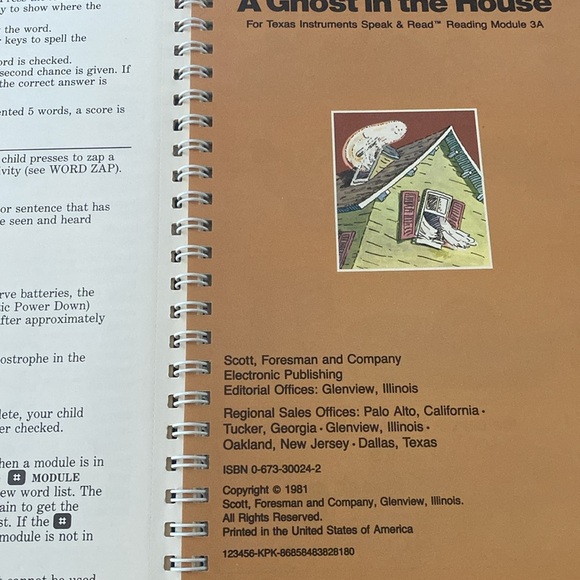 y to show where the
the word.
keys to spell the
ord is checked.
second chance is given. If
the correct answer is
nted 5 words, a score is
child presses to zap a
vity (see WORD ZAP).
or sentence that has
e seen and heard
rve batteries, the
tic Power Down)
fter approximately
ostrophe in the
lete, your child
er checked.
hen a module is in
# MODULE
ew word list. The
ain to get the
st. If the #
module is not in
A Ghost in the House
For Texas Instruments Speak & Read™ Reading Module 3A
Scott, Foresman and Company
Electronic Publishing
Editorial Offices: Glenview, Illinois
Regional Sales Offices: Palo Alto, California •
Tucker, Georgia • Glenview, Illinois •
Oakland, New Jersey • Dallas, Texas
ISBN 0-673-30024-2
Copyright © 1981
Scott, Foresman and Company, Glenview, Illinois.
All Rights Reserved.
Printed in the United States of America
123456-KPK-86858483828180